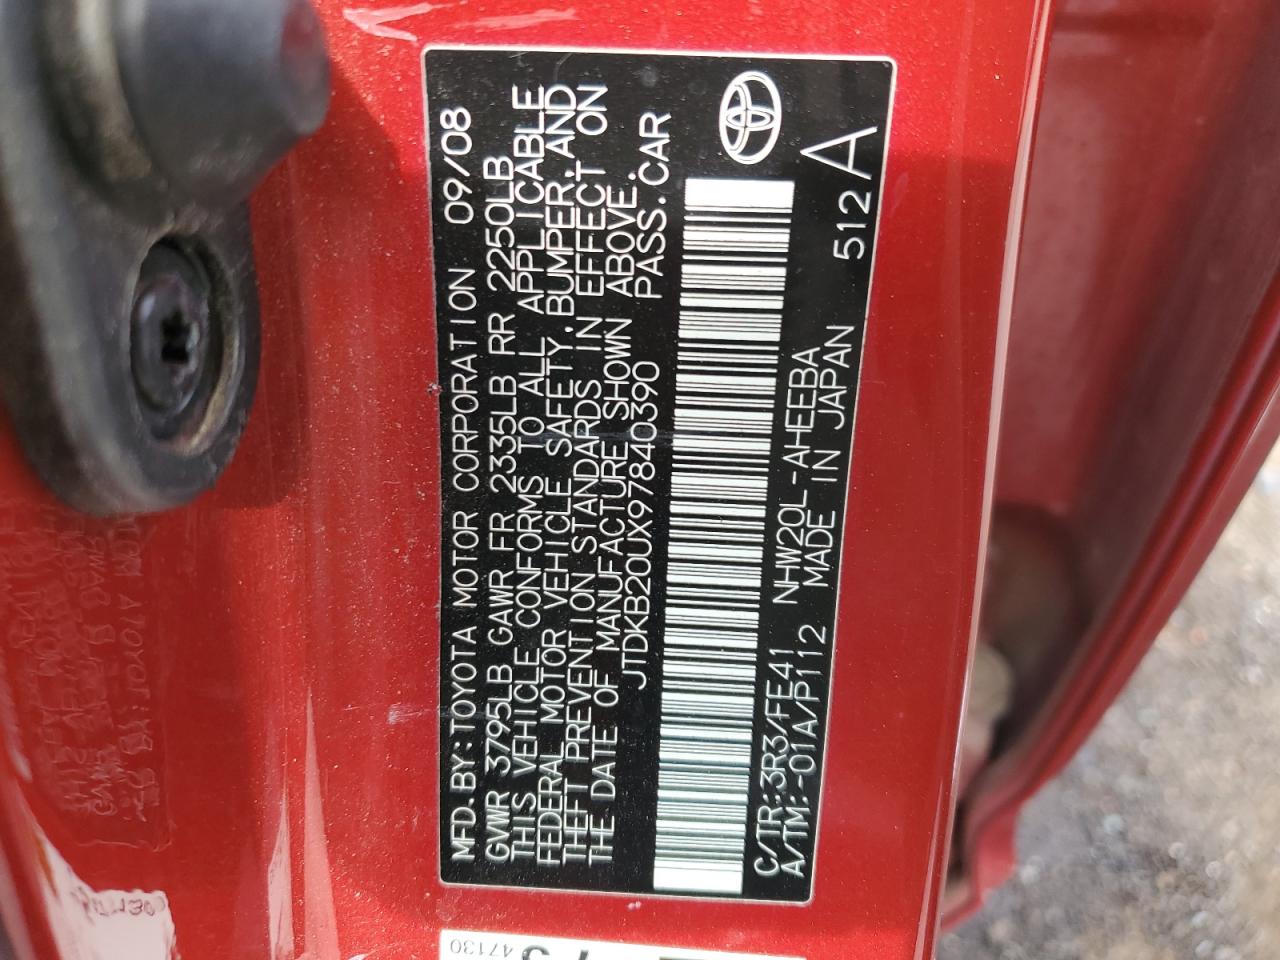 MFD.BY:TOYOTA MOTOR CORPORATION 09/08
GVWR 3795LB GAWR FR 2335LB RR 2250LB
THIS VEHICLE CONFORMS TO ALL APPLICABLE
FEDERAL MOTOR VEHICLE SAFETY,BUMPER,AND
THEFT PREVENTION STANDARDS IN EFFECT ON
THE DATE OF MANUFACTURE SHOWN ABOVE.
JTDKB20UX97840390 PASS.CAR
C/TR:3R3/FE41 NHW20L-AHEEBA
A/TM:-01A/P112 MADE IN JAPAN 512 A
47130